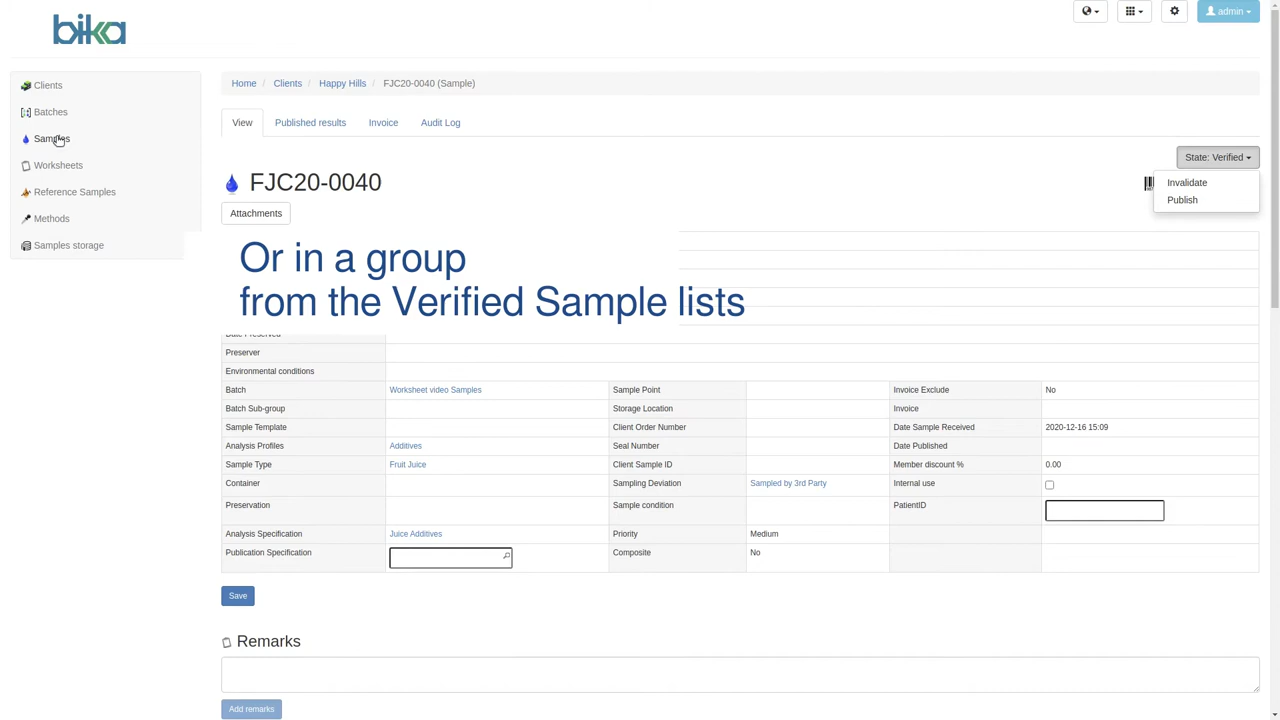 bika
admin
Clients
Batches
Samples
Worksheets
Reference Samples
Methods
Samples storage
Home / Clients / Happy Hills / FJC20-0040 (Sample)
View Published results Invoice Audit Log
State: Verified
Invalidate
Publish
FJC20-0040
Attachments
Or in a group
from the Verified Sample lists
Date Preserved
Preserver
Environmental conditions
Batch Worksheet video Samples Sample Point Invoice Exclude No
Batch Sub-group Storage Location Invoice
Sample Template Client Order Number Date Sample Received 2020-12-16 15:09
Analysis Profiles Additives Seal Number Date Published
Sample Type Fruit Juice Client Sample ID Member discount % 0.00
Container Sampling Deviation Sampled by 3rd Party Internal use
Preservation Sample condition PatientID
Analysis Specification Juice Additives Priority Medium
Publication Specification Composite No
Save
Remarks
Add remarks